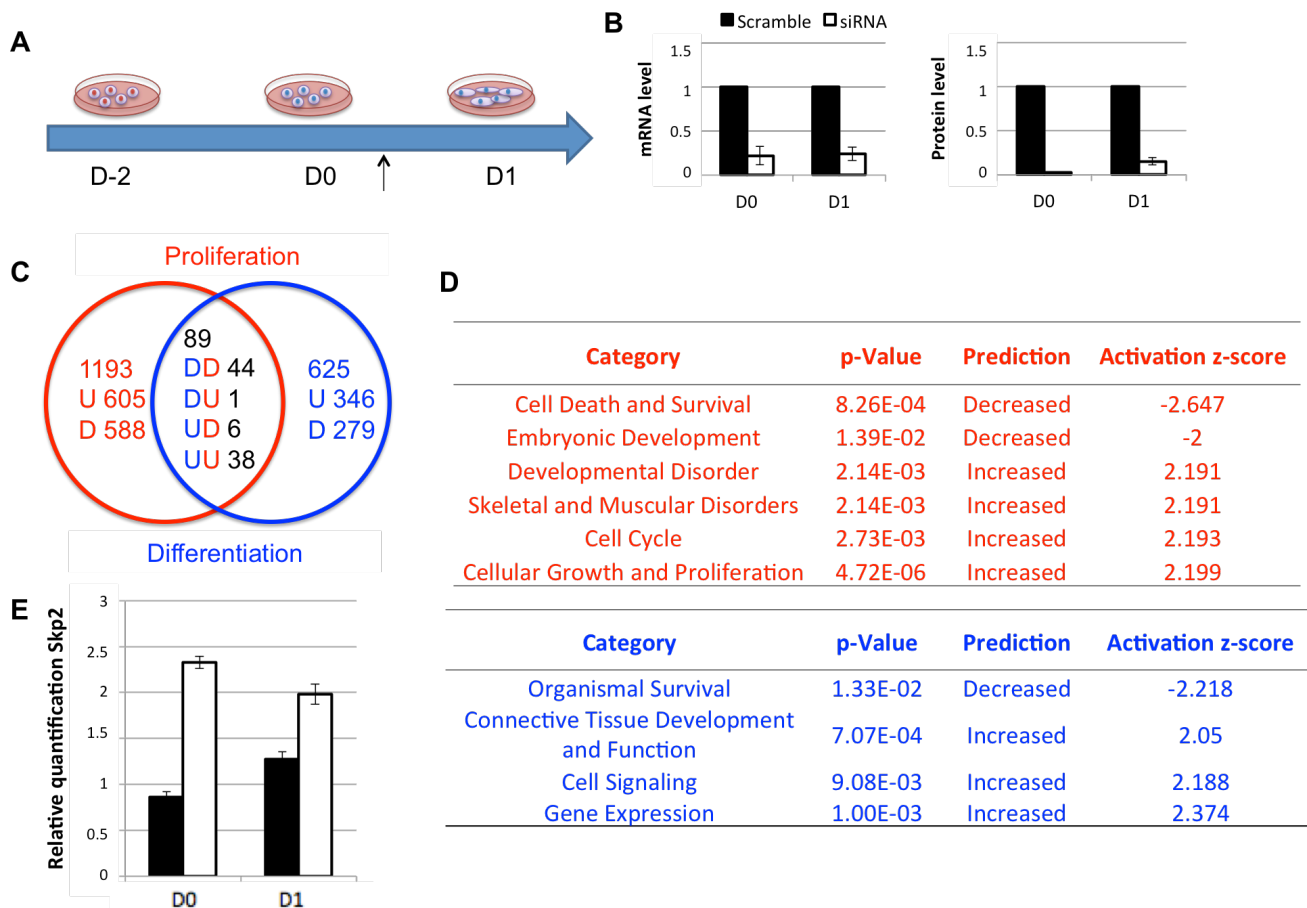 A
D-2
D0
D1
B
Scramble
siRNA
mRNA level
1.5
1
0.5
0
D0
D1
Protein level
1.5
1
0.5
0
D0
D1
C
Proliferation
1193
U 605
D 588
89
DD 44
DU 1
UD 6
UU 38
625
U 346
D 279
Differentiation
D
Category p-Value Prediction Activation z-score
Cell Death and Survival 8.26E-04 Decreased -2.647
Embryonic Development 1.39E-02 Decreased -2
Developmental Disorder 2.14E-03 Increased 2.191
Skeletal and Muscular Disorders 2.14E-03 Increased 2.191
Cell Cycle 2.73E-03 Increased 2.193
Cellular Growth and Proliferation 4.72E-06 Increased 2.199
Category p-Value Prediction Activation z-score
Organismal Survival 1.33E-02 Decreased -2.218
Connective Tissue Development
and Function 7.07E-04 Increased 2.05
Cell Signaling 9.08E-03 Increased 2.188
Gene Expression 1.00E-03 Increased 2.374
E
Relative quantification Skp2
3
2.5
2
1.5
1
0.5
0
D0
D1